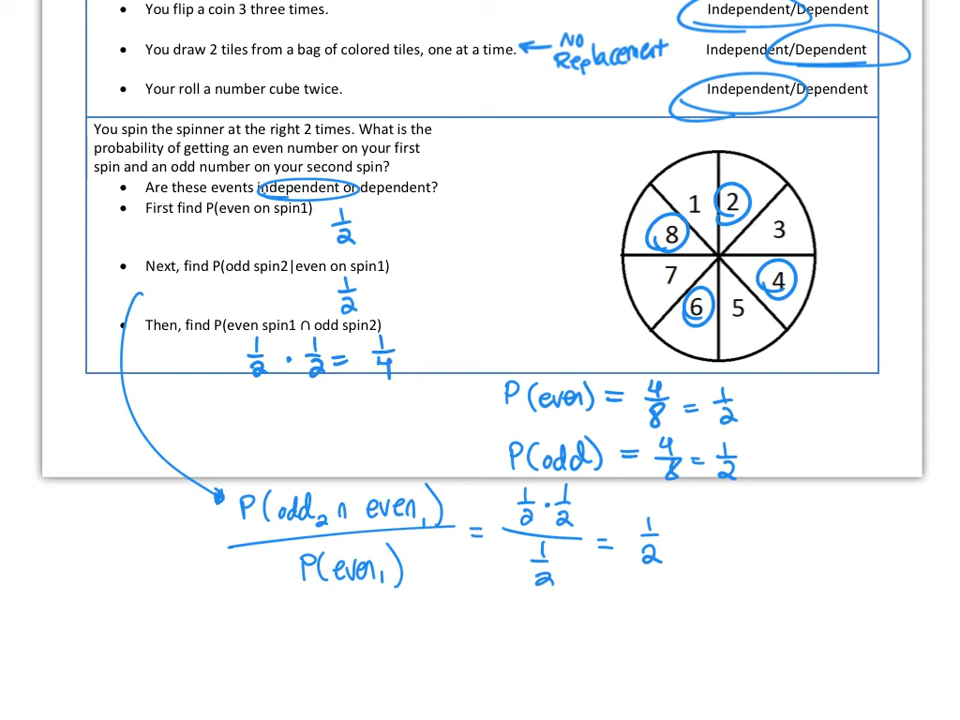 • You flip a coin 3 three times. Independent/Dependent
• You draw 2 tiles from a bag of colored tiles, one at a time. ← No Replacement Independent/Dependent
• Your roll a number cube twice. Independent/Dependent
You spin the spinner at the right 2 times. What is the
probability of getting an even number on your first
spin and an odd number on your second spin?
• Are these events independent or dependent?
• First find P(even on spin1)
1/2
• Next, find P(odd spin2|even on spin1)
1/2
• Then, find P(even spin1 ∩ odd spin2)
1/2 · 1/2 = 1/4
1 2
8 3
7 4
6 5
P(even) = 4/8 = 1/2
P(odd) = 4/8 = 1/2
P(odd₂ ∩ even₁) / P(even₁) = (1/2 · 1/2) / (1/2) = 1/2